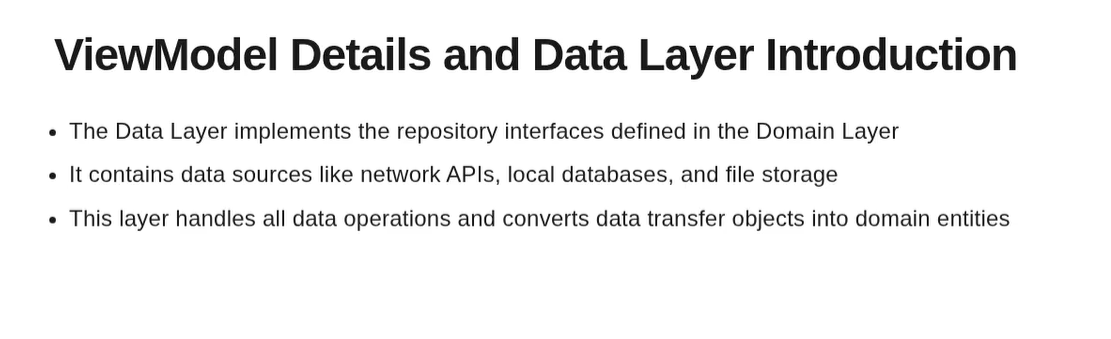 ViewModel Details and Data Layer Introduction
• The Data Layer implements the repository interfaces defined in the Domain Layer
• It contains data sources like network APIs, local databases, and file storage
• This layer handles all data operations and converts data transfer objects into domain entities